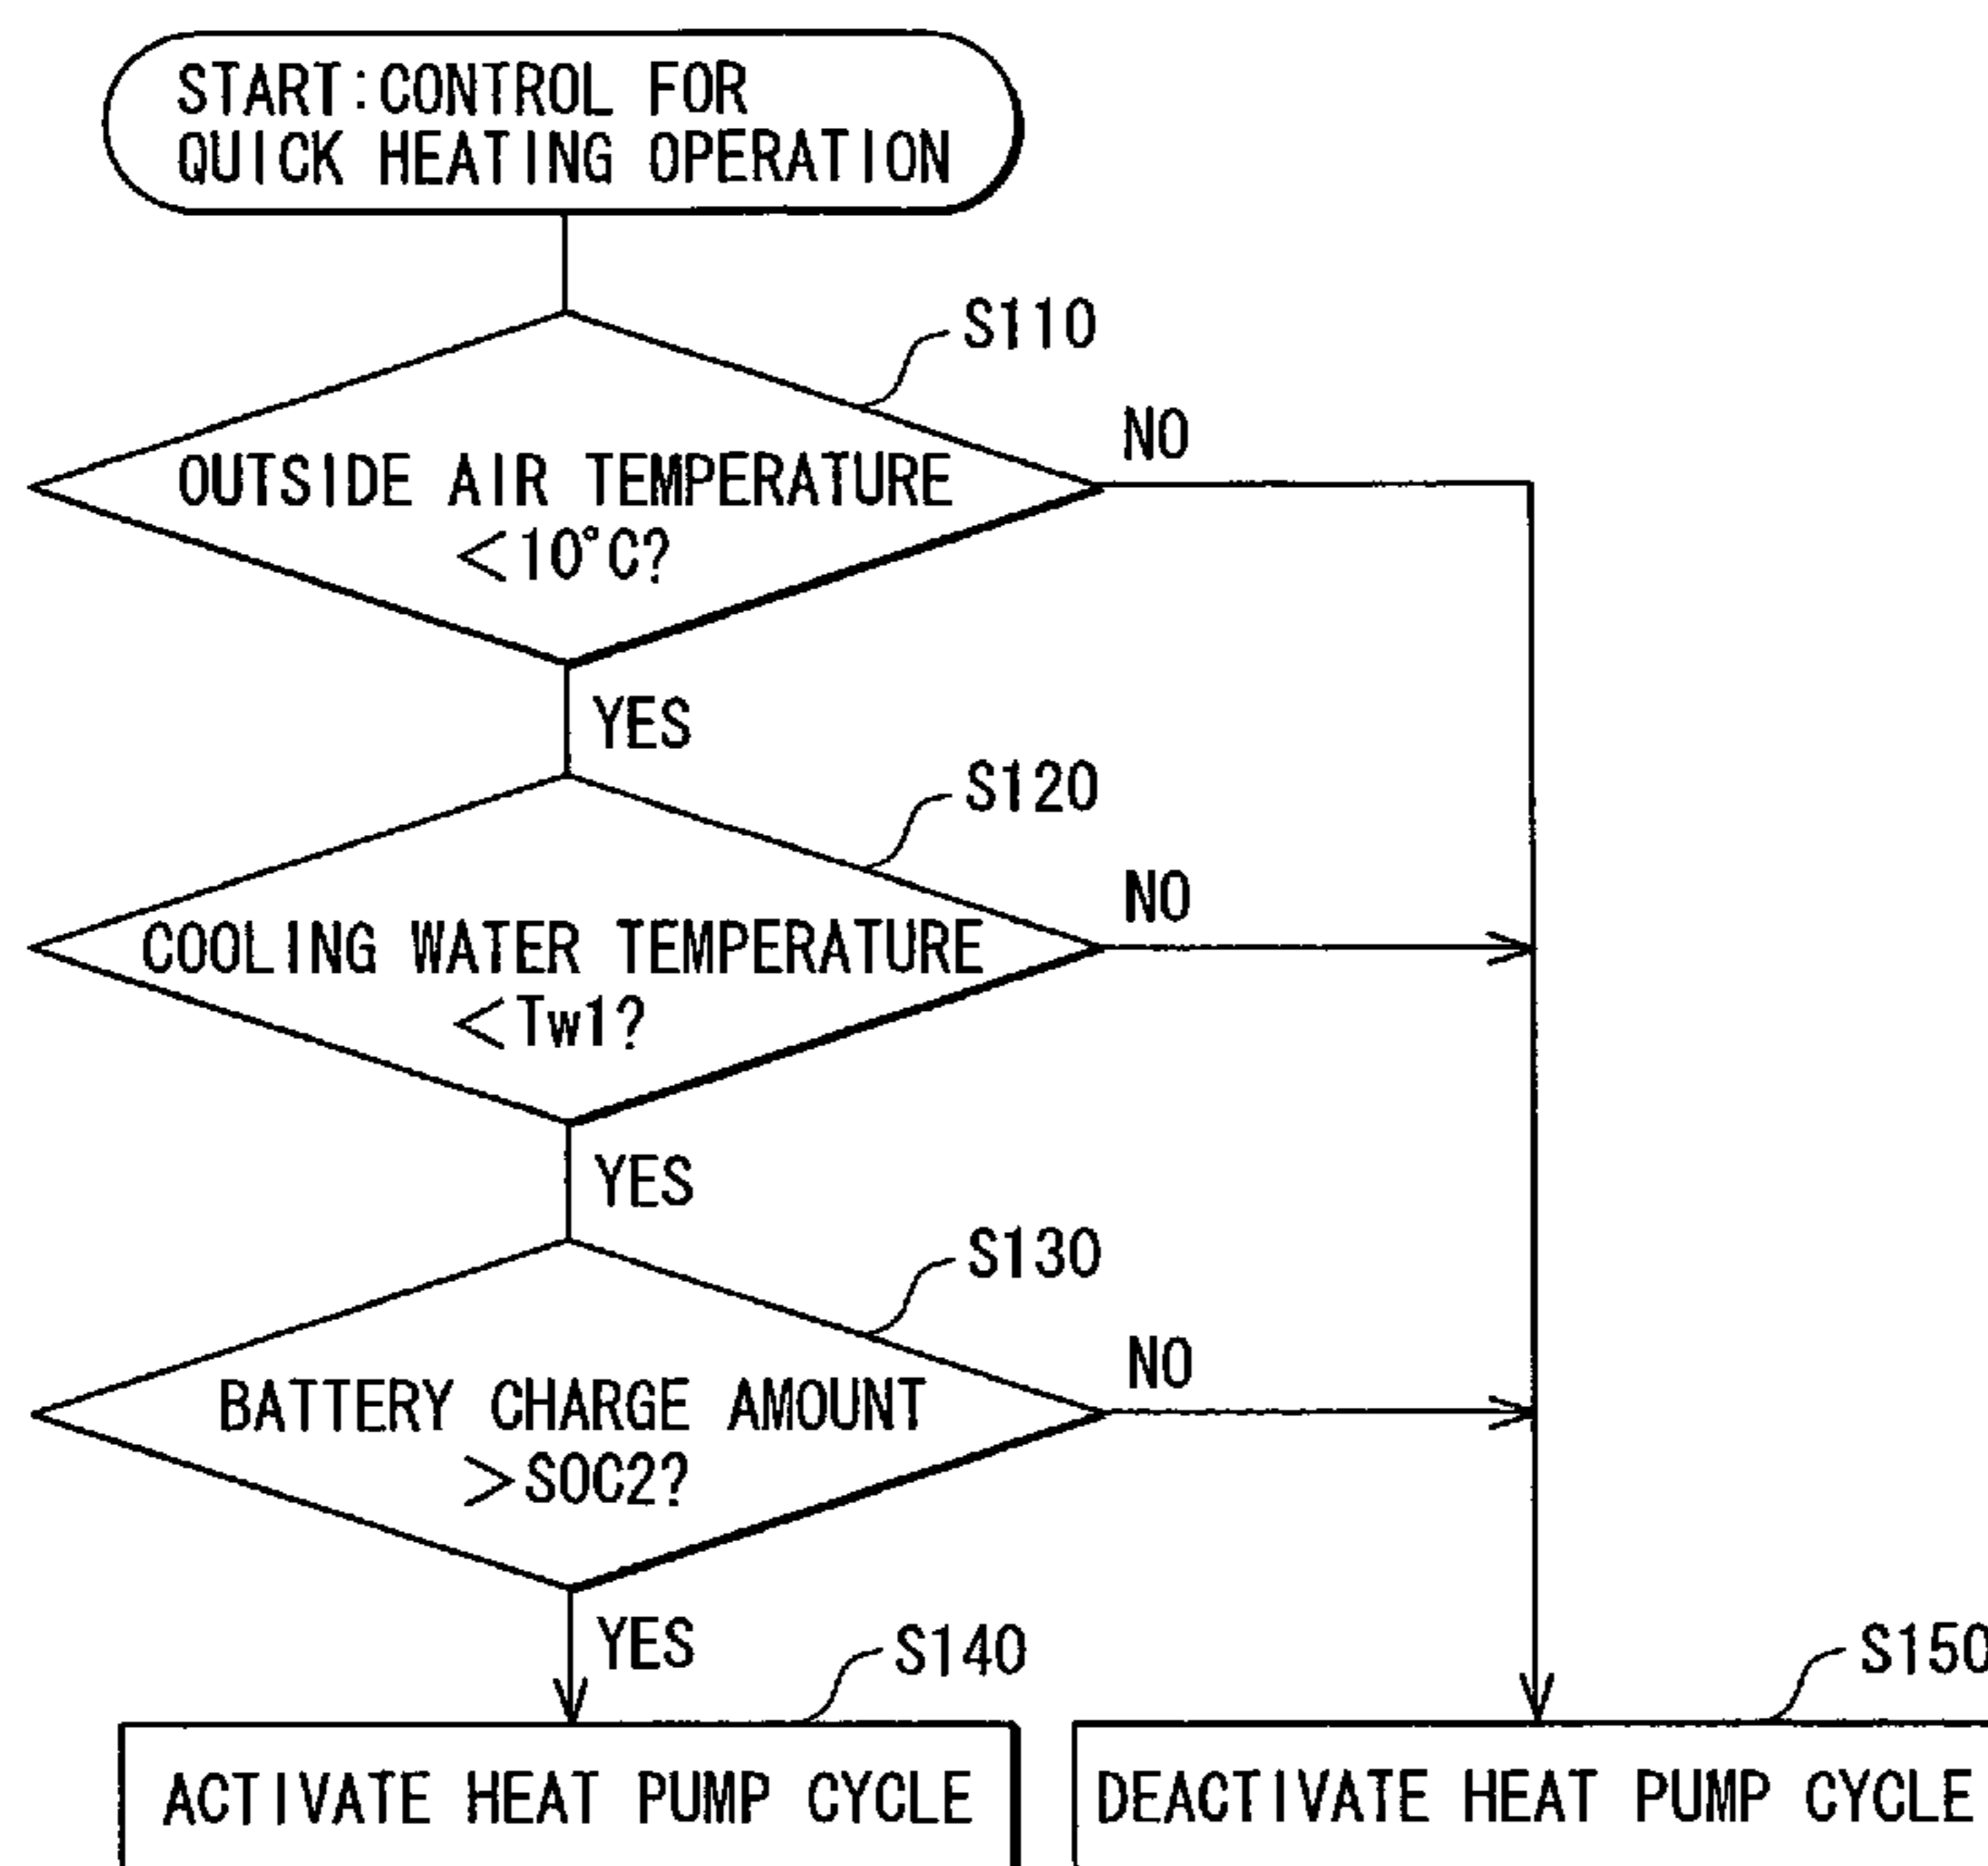 START:CONTROL FOR
QUICK HEATING OPERATION
S110
NO
OUTSIDE AIR TEMPERATURE
<10°C?
YES
S120
NO
COOLING WATER TEMPERATURE
<Tw1?
YES
S130
NO
BATTERY CHARGE AMOUNT
>SOC2?
YES
S140
S150
ACTIVATE HEAT PUMP CYCLE
DEACTIVATE HEAT PUMP CYCLE